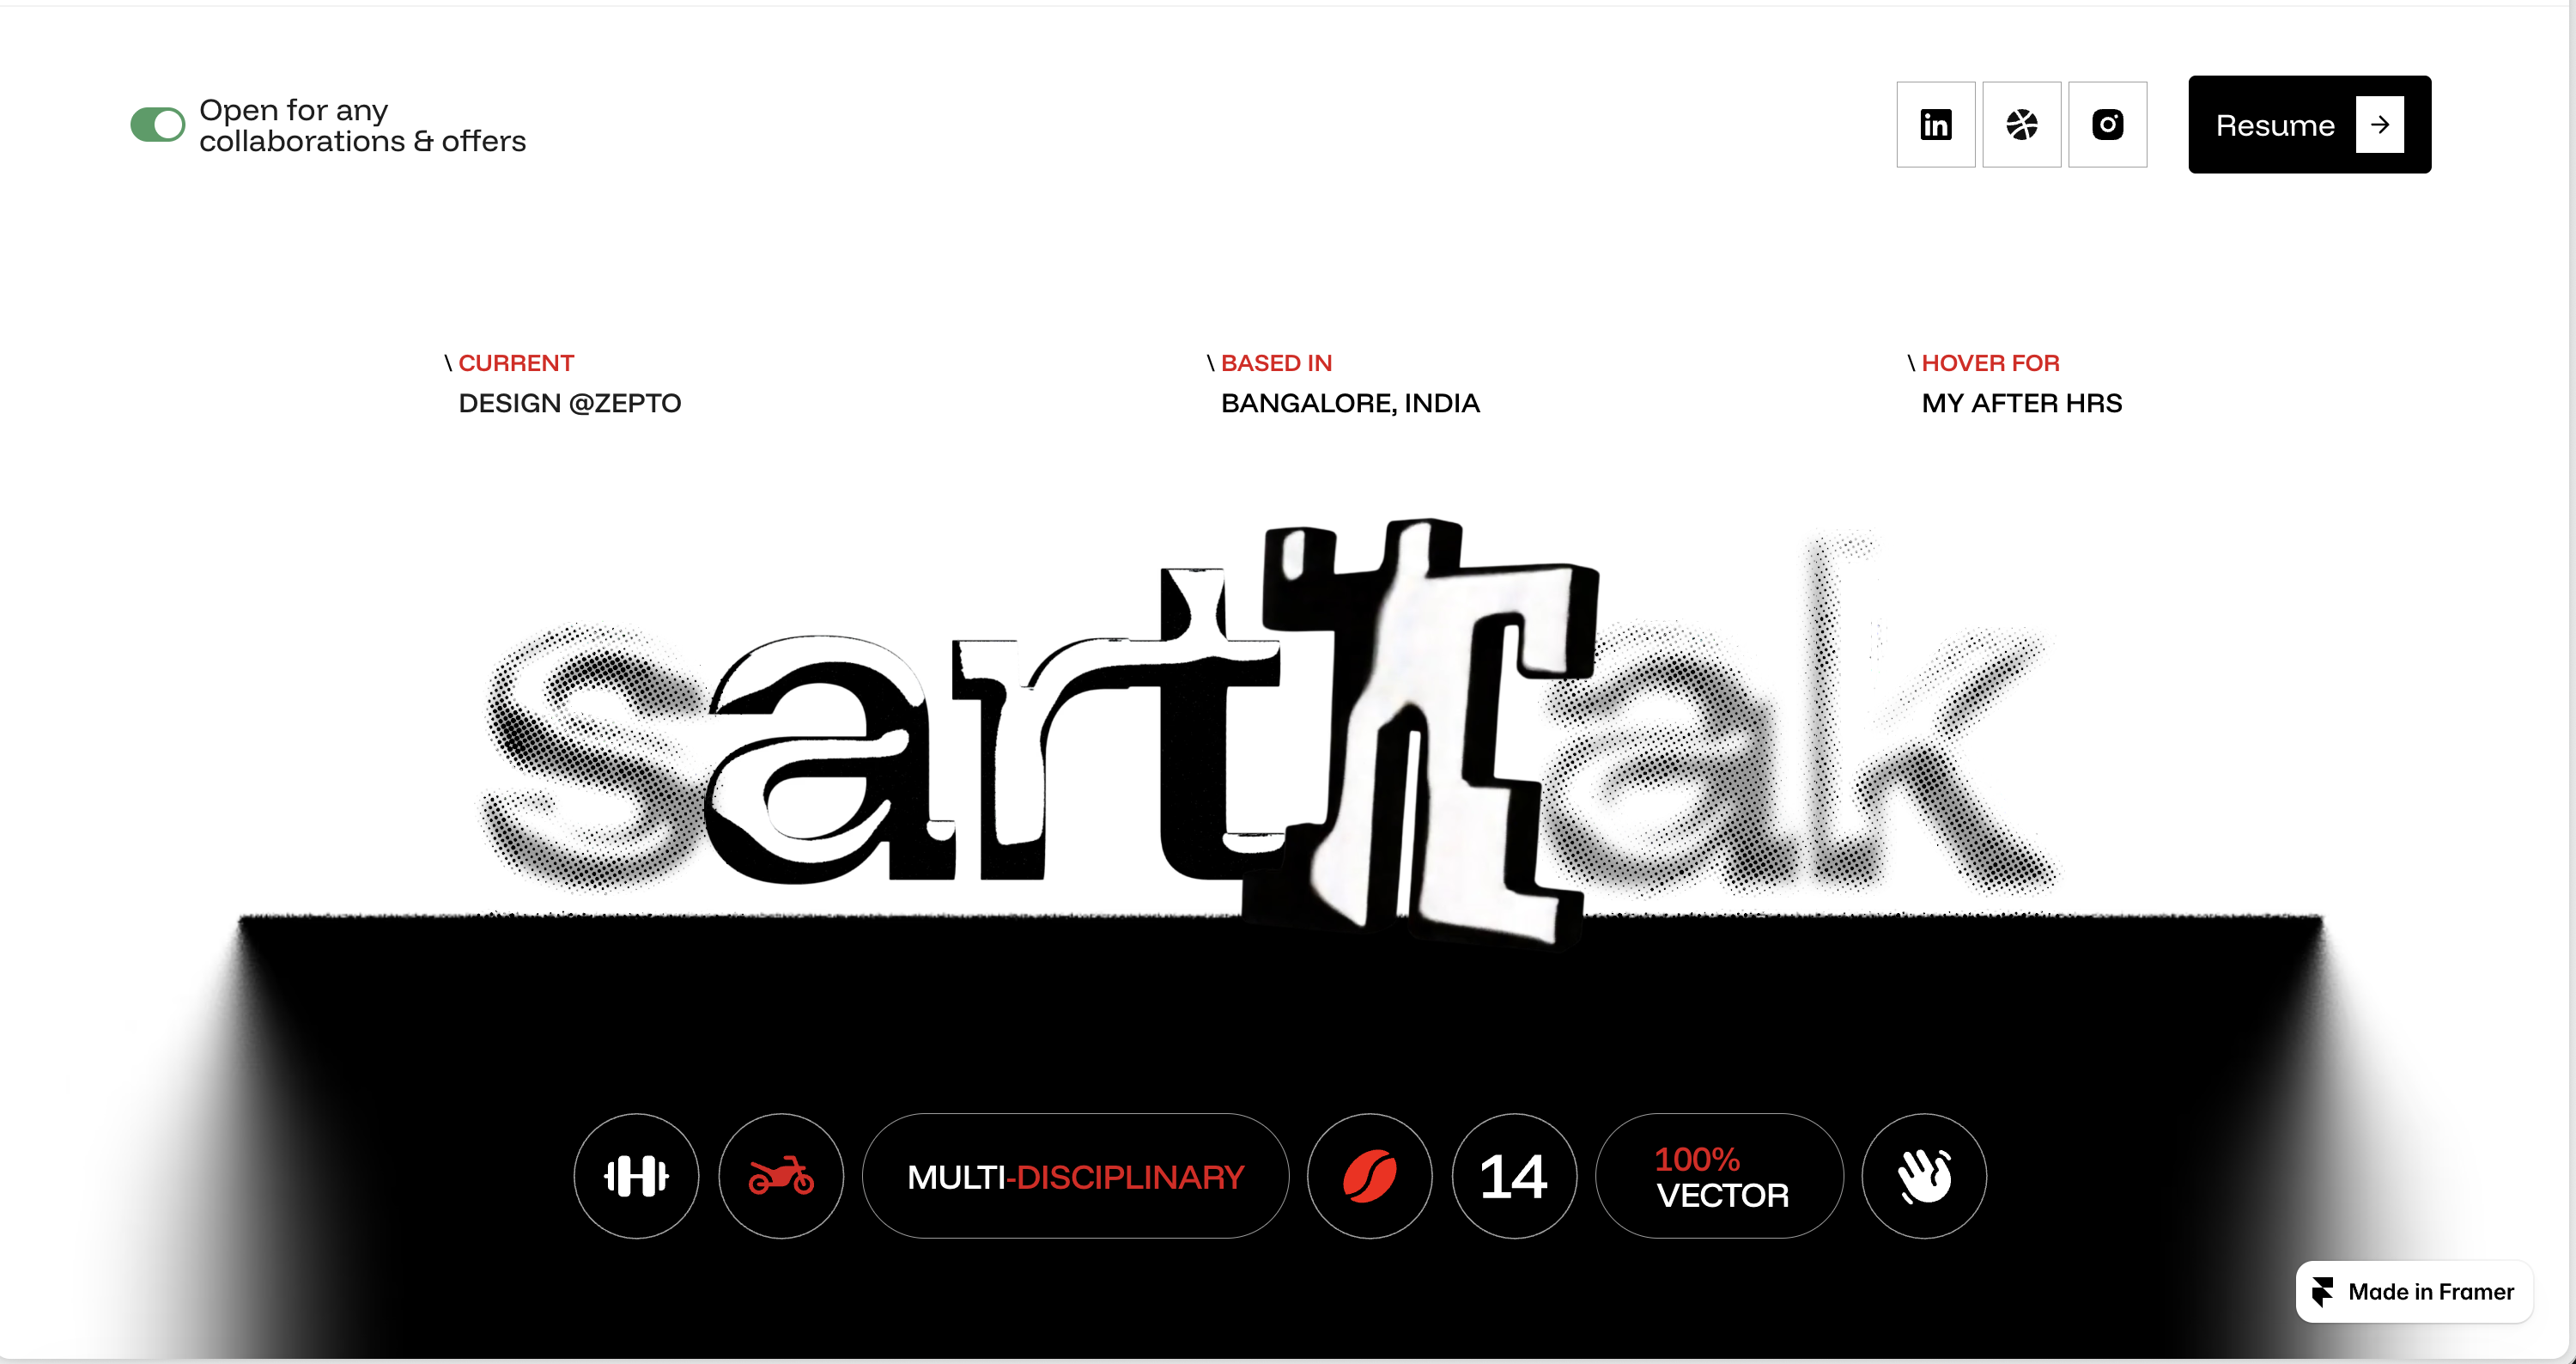 Open for any
collaborations & offers
in
Resume →
\ CURRENT
DESIGN @ZEPTO
\ BASED IN
BANGALORE, INDIA
\ HOVER FOR
MY AFTER HRS
sarthak
MULTI-DISCIPLINARY
14
100%
VECTOR
Made in Framer